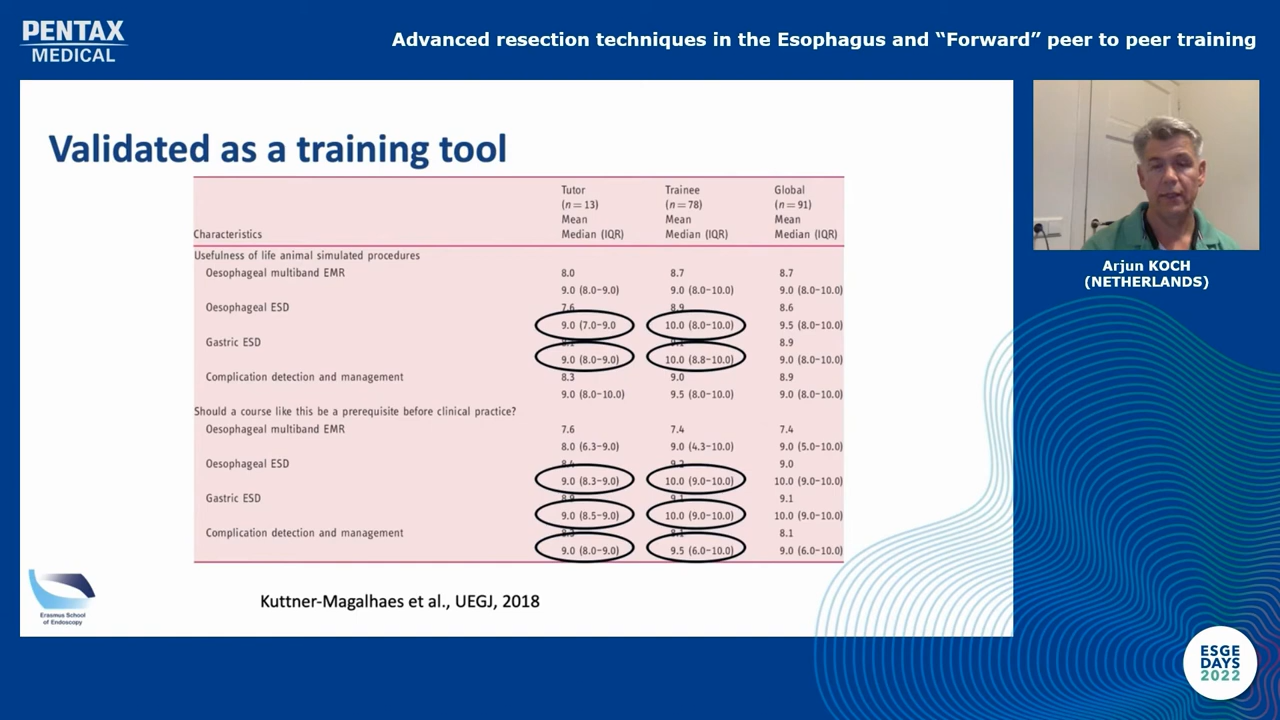 PENTAX
MEDICAL
Advanced resection techniques in the Esophagus and “Forward” peer to peer training
Validated as a training tool
Tutor Trainee Global
(n = 13) (n = 78) (n = 91)
Mean Mean Mean
Characteristics Median (IQR) Median (IQR) Median (IQR)
Usefulness of life animal simulated procedures
Oesophageal multiband EMR 8.0 8.7 8.7
9.0 (8.0–9.0) 9.0 (8.0–10.0) 9.0 (8.0–10.0)
Oesophageal ESD 7.6 8.9 8.6
9.0 (7.0–9.0 10.0 (8.0–10.0) 9.5 (8.0–10.0)
Gastric ESD 8.9
9.0 (8.0–9.0) 10.0 (8.8–10.0) 9.0 (8.0–10.0)
Complication detection and management 8.3 9.0 8.9
9.0 (8.0–10.0) 9.5 (8.0–10.0) 9.0 (8.0–10.0)
Should a course like this be a prerequisite before clinical practice?
Oesophageal multiband EMR 7.6 7.4 7.4
8.0 (6.3–9.0) 9.0 (4.3–10.0) 9.0 (5.0–10.0)
Oesophageal ESD 9.0
9.0 (8.3–9.0) 10.0 (9.0–10.0) 10.0 (9.0–10.0)
Gastric ESD 9.1
9.0 (8.5–9.0) 10.0 (9.0–10.0) 10.0 (9.0–10.0)
Complication detection and management 8.1
9.0 (8.0–9.0) 9.5 (6.0–10.0) 9.0 (6.0–10.0)
Kuttner-Magalhaes et al., UEGJ, 2018
Erasmus School
of Endoscopy
Arjun KOCH
(NETHERLANDS)
ESGE
DAYS
2022